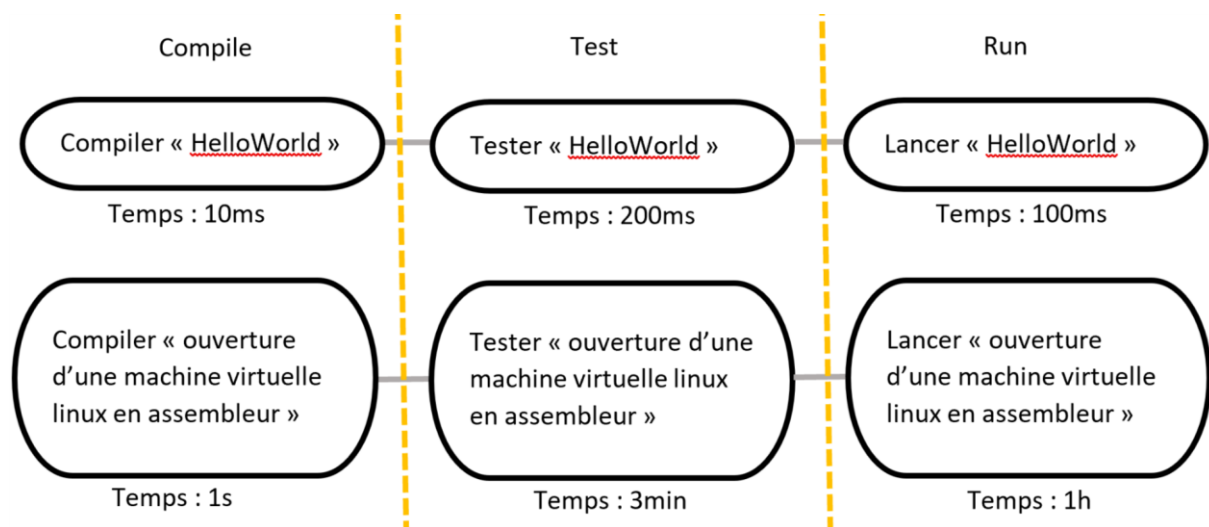 Compile
Test
Run
Compiler « HelloWorld »
Tester « HelloWorld »
Lancer « HelloWorld »
Temps : 10ms
Temps : 200ms
Temps : 100ms
Compiler « ouverture
d’une machine virtuelle
linux en assembleur »
Tester « ouverture d’une
machine virtuelle linux
en assembleur »
Lancer « ouverture
d’une machine virtuelle
linux en assembleur »
Temps : 1s
Temps : 3min
Temps : 1h